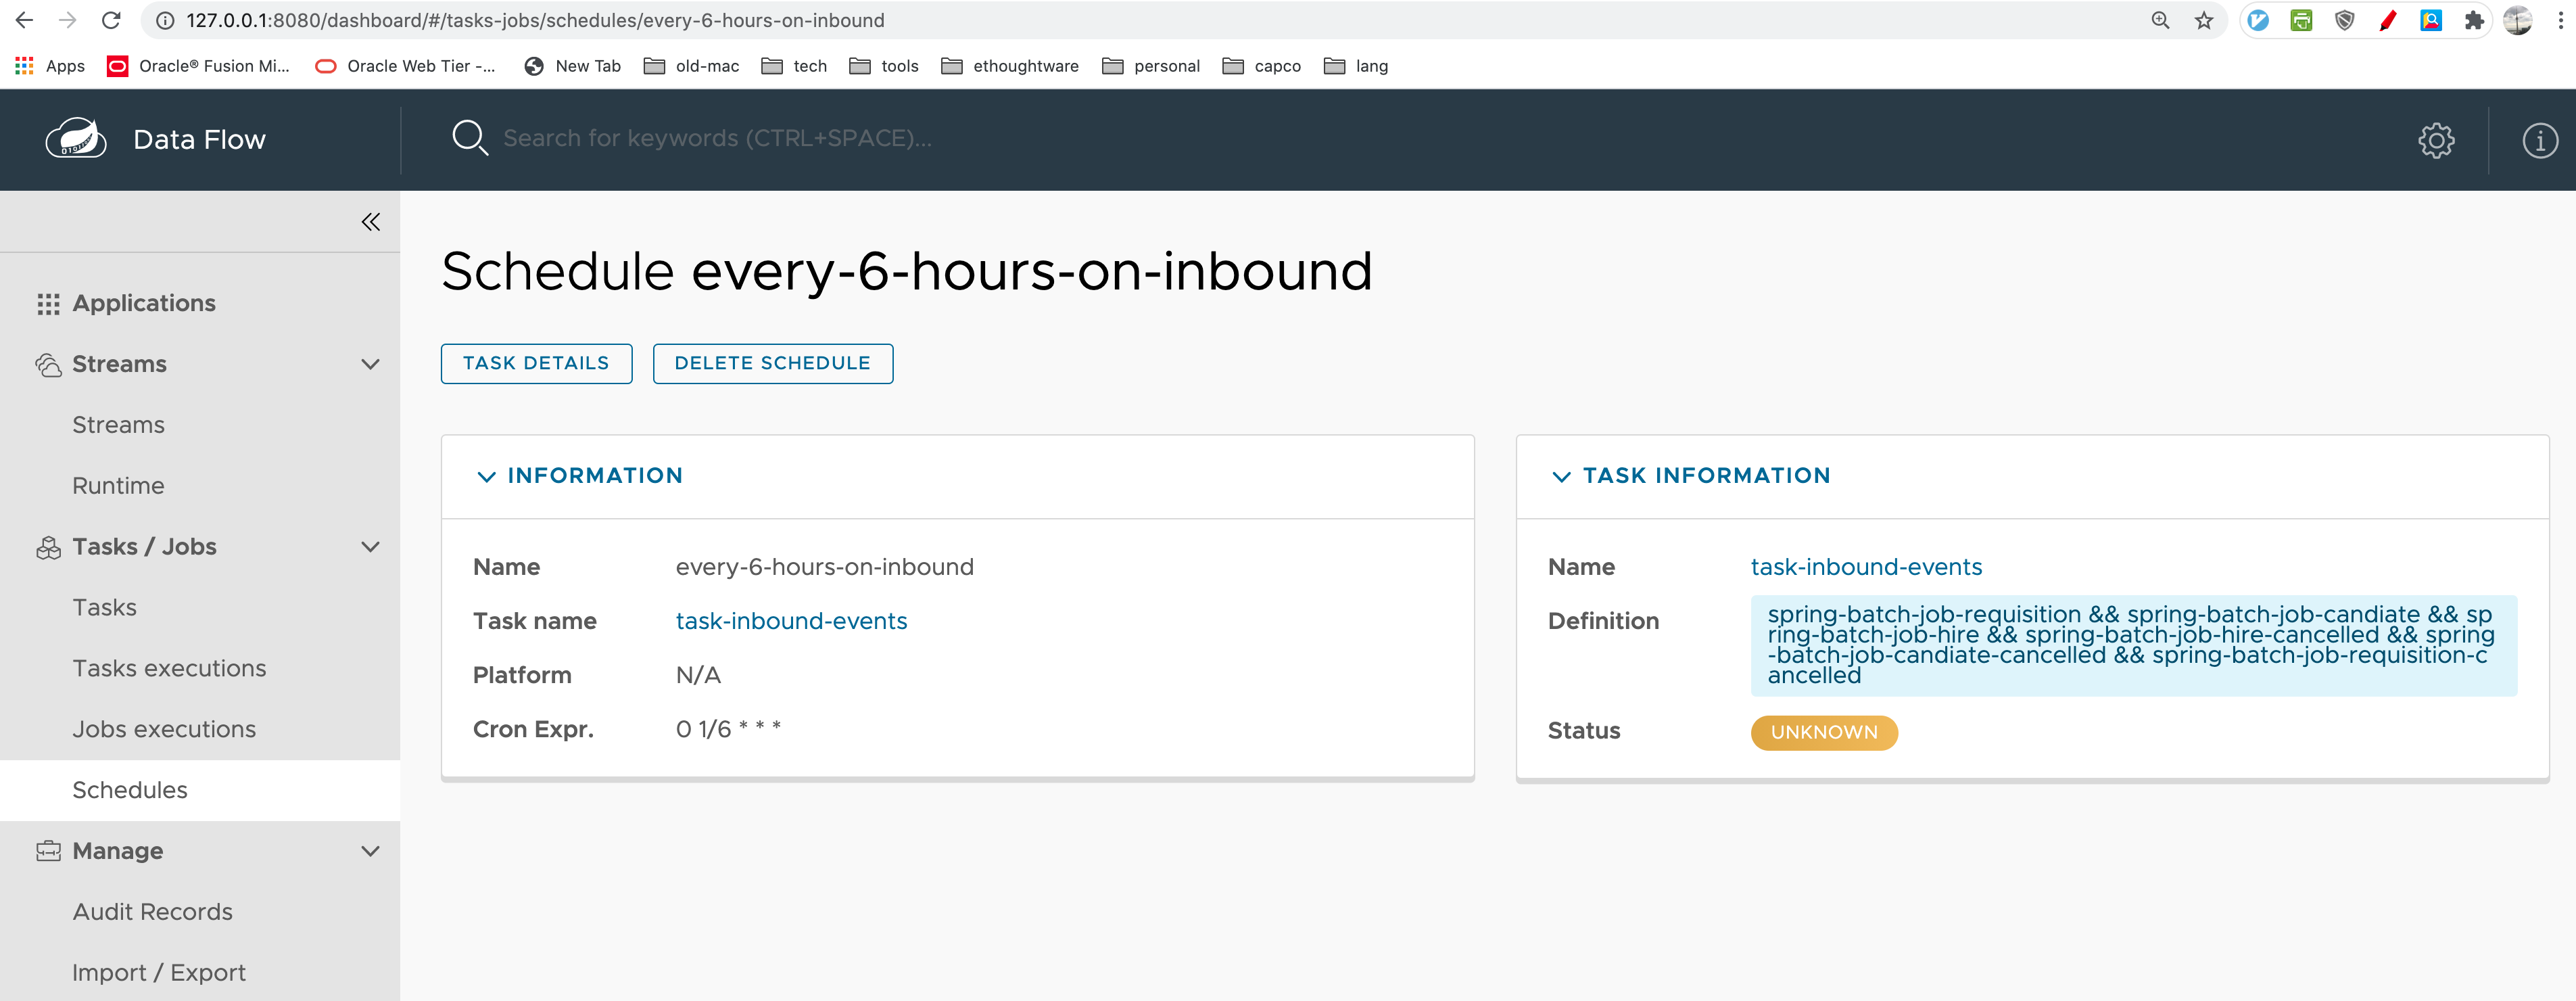 127.0.0.1:8080/dashboard/#/tasks-jobs/schedules/every-6-hours-on-inbound
Apps Oracle® Fusion Mi... Oracle Web Tier -... New Tab old-mac tech tools ethoughtware personal capco lang
Data Flow Search for keywords (CTRL+SPACE)...
Schedule every-6-hours-on-inbound
Applications
Streams
Streams
Runtime
Tasks / Jobs
Tasks
Tasks executions
Jobs executions
Schedules
Manage
Audit Records
Import / Export
TASK DETAILS DELETE SCHEDULE
INFORMATION
Name every-6-hours-on-inbound
Task name task-inbound-events
Platform N/A
Cron Expr. 0 1/6 * * *
TASK INFORMATION
Name task-inbound-events
Definition spring-batch-job-requisition && spring-batch-job-candiate && sp
ring-batch-job-hire && spring-batch-job-hire-cancelled && spring
-batch-job-candiate-cancelled && spring-batch-job-requisition-c
ancelled
Status UNKNOWN